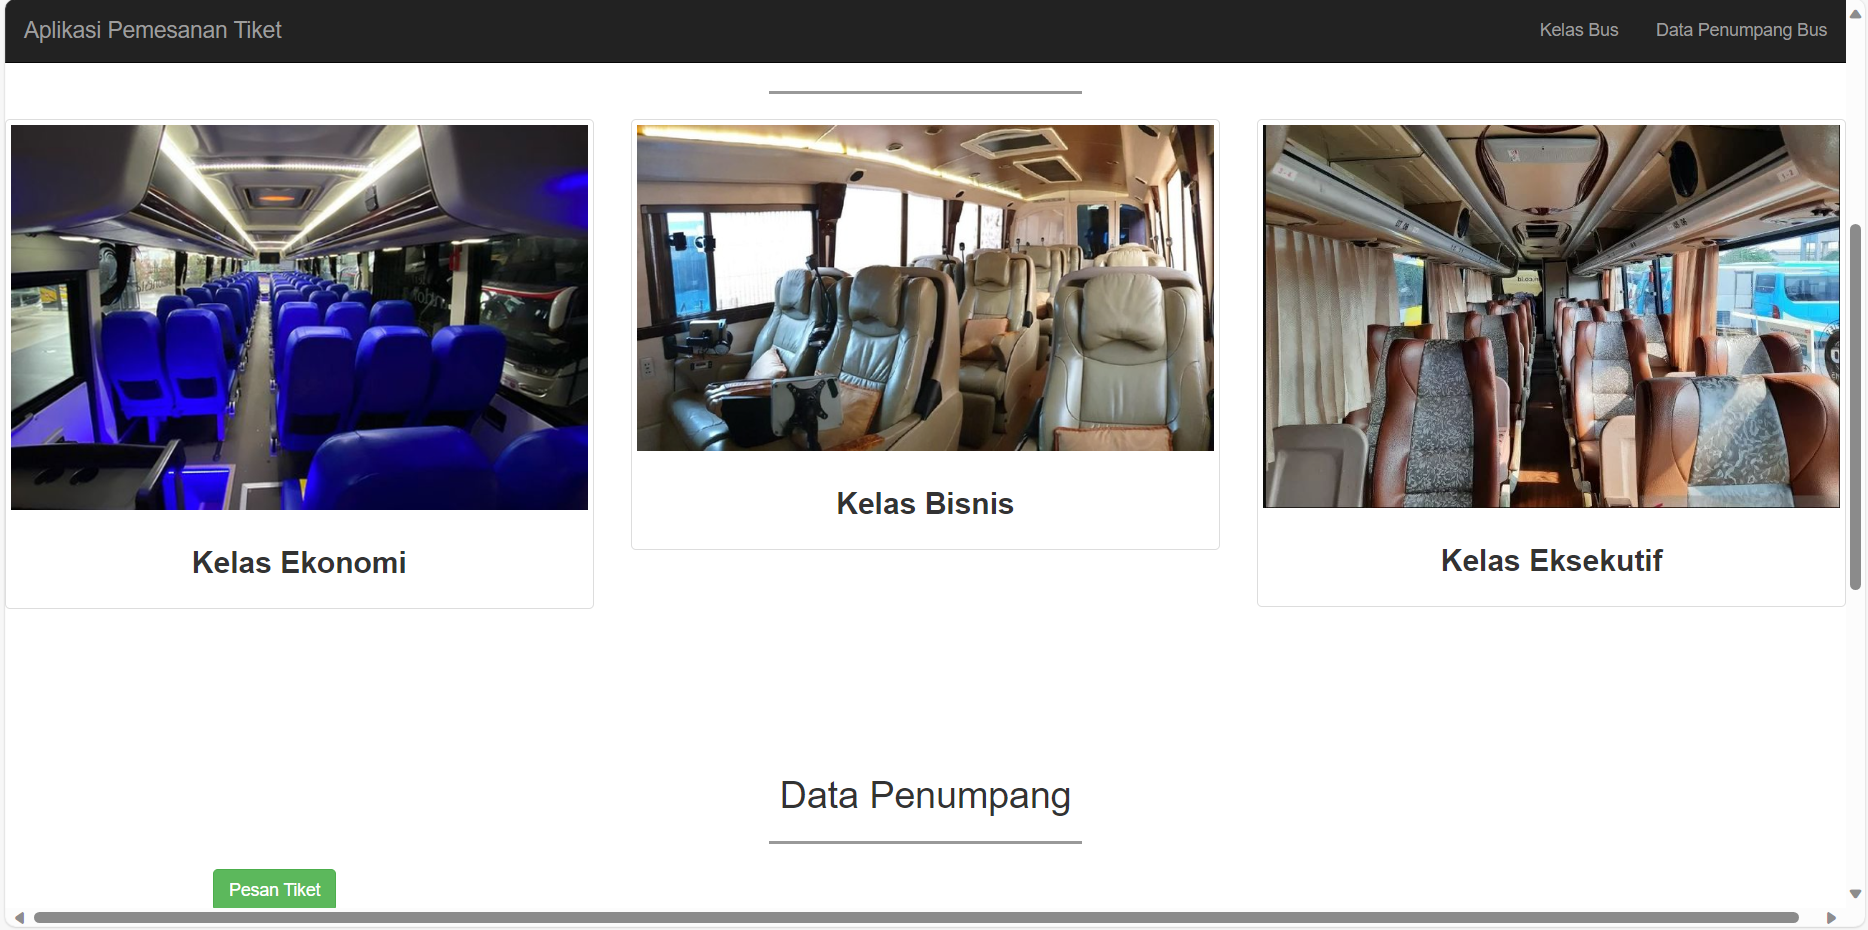 Aplikasi Pemesanan Tiket
Kelas Bus
Data Penumpang Bus
Kelas Ekonomi
Kelas Bisnis
Kelas Eksekutif
Data Penumpang
Pesan Tiket